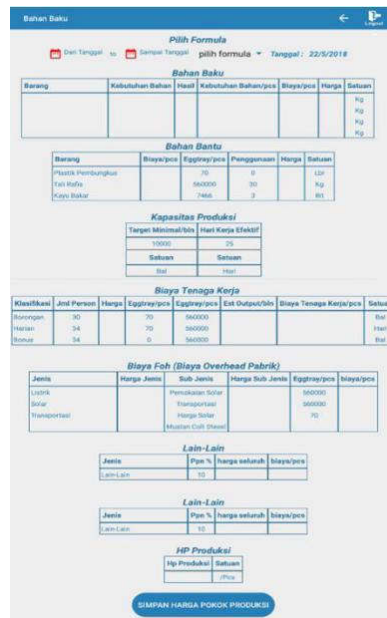 Bahan Baku
Logout
Pilih Formula
Dari Tanggal to Sampai Tanggal pilih formula Tanggal : 22/5/2018
Bahan Baku
Barang Kebutuhan Bahan Hasil Kebutuhan Bahan/pcs Biaya/pcs Harga Satuan
Kg
Kg
Kg
Kg
Bahan Bantu
Barang Biaya/pcs Eggtray/pcs Penggunaan Harga Satuan
Plastik Pembungkus 70 0 Lbr
Tali Rafia 560000 30 Kg
Kayu Bakar 7466 3 Rit
Kapasitas Produksi
Target Minimal/bln Hari Kerja Efektif
10000 25
Satuan Satuan
Bal Hari
Biaya Tenaga Kerja
Klasifikasi Jml Person Harga Eggtray/pcs Eggtray/pcs Est Output/bln Biaya Tenaga Kerja/pcs Satua
Borongan 30 70 560000 Bal
Harian 34 70 560000 Hari
Bonus 34 0 560000 Bal
Biaya Foh (Biaya Overhead Pabrik)
Jenis Harga Jenis Sub Jenis Harga Sub Jenis Eggtray/pcs biaya/pcs
Listrik Pemakaian Solar 560000
Solar Transportasi 560000
Transportasi Harga Solar 70
Muatan Colt Diesel
Lain-Lain
Jenis Ppn % harga seluruh biaya/pcs
Lain-Lain 10
Lain-Lain
Jenis Ppn % harga seluruh biaya/pcs
Lain-Lain 10
HP Produksi
Hp Produksi Satuan
/Pcs
SIMPAN HARGA POKOK PRODUKSI